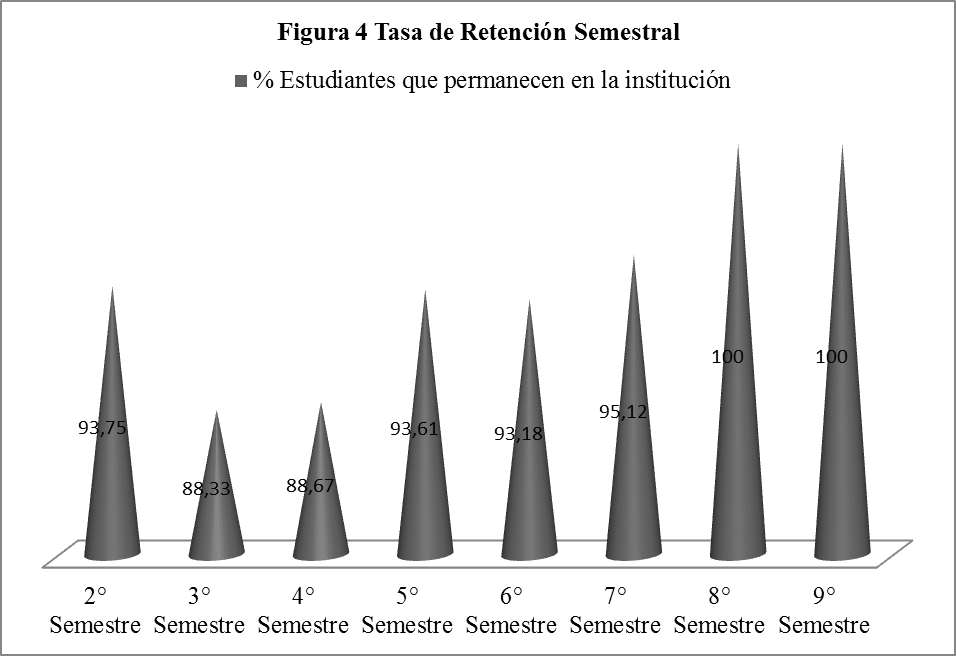 Figura 4 Tasa de Retención Semestral
% Estudiantes que permanecen en la institución
93,75
88,33
88,67
93,61
93,18
95,12
100
100
2° Semestre
3° Semestre
4° Semestre
5° Semestre
6° Semestre
7° Semestre
8° Semestre
9° Semestre